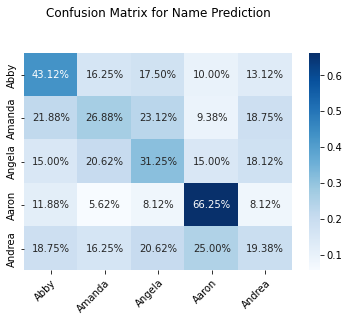 Confusion Matrix for Name Prediction
Abby 43.12% 16.25% 17.50% 10.00% 13.12%
Amanda 21.88% 26.88% 23.12% 9.38% 18.75%
Angela 15.00% 20.62% 31.25% 15.00% 18.12%
Aaron 11.88% 5.62% 8.12% 66.25% 8.12%
Andrea 18.75% 16.25% 20.62% 25.00% 19.38%
Abby Amanda Angela Aaron Andrea
0.6
0.5
0.4
0.3
0.2
0.1